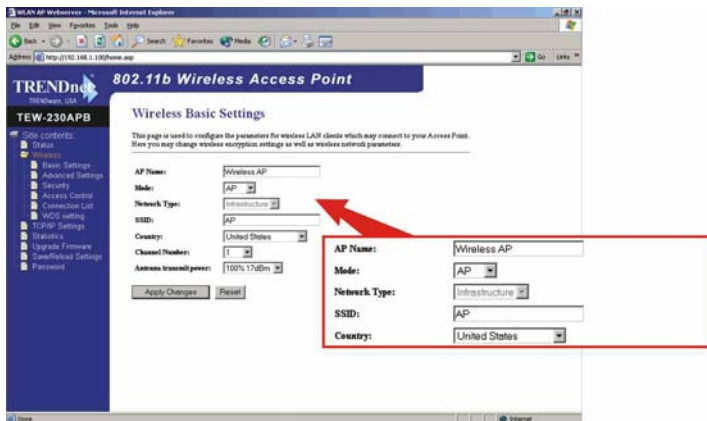 WLAN AP Webserver - Microsoft Internet Explorer
File Edit View Favorites Tools Help
Back Search Favorites Media
Address http://192.168.1.100/home.asp Go Links
TRENDnet
TRENDware, USA
802.11b Wireless Access Point
TEW-230APB
Site contents:
Status
Wireless
Basic Settings
Advanced Settings
Security
Access Control
Connection List
WDS setting
TCP/IP Settings
Statistics
Upgrade Firmware
Save/Reload Settings
Password
Wireless Basic Settings
This page is used to configure the parameters for wireless LAN clients which may connect to your Access Point.
Here you may change wireless encryption settings as well as wireless network parameters.
AP Name: Wireless AP
Mode: AP
Network Type: Infrastructure
SSID: AP
Country: United States
Channel Number: 1
Antenna transmit power: 100% 17dBm
Apply Changes Reset
AP Name: Wireless AP
Mode: AP
Network Type: Infrastructure
SSID: AP
Country: United States
Done Internet